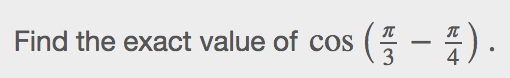 Find the exact value of cos (π/3 − π/4).